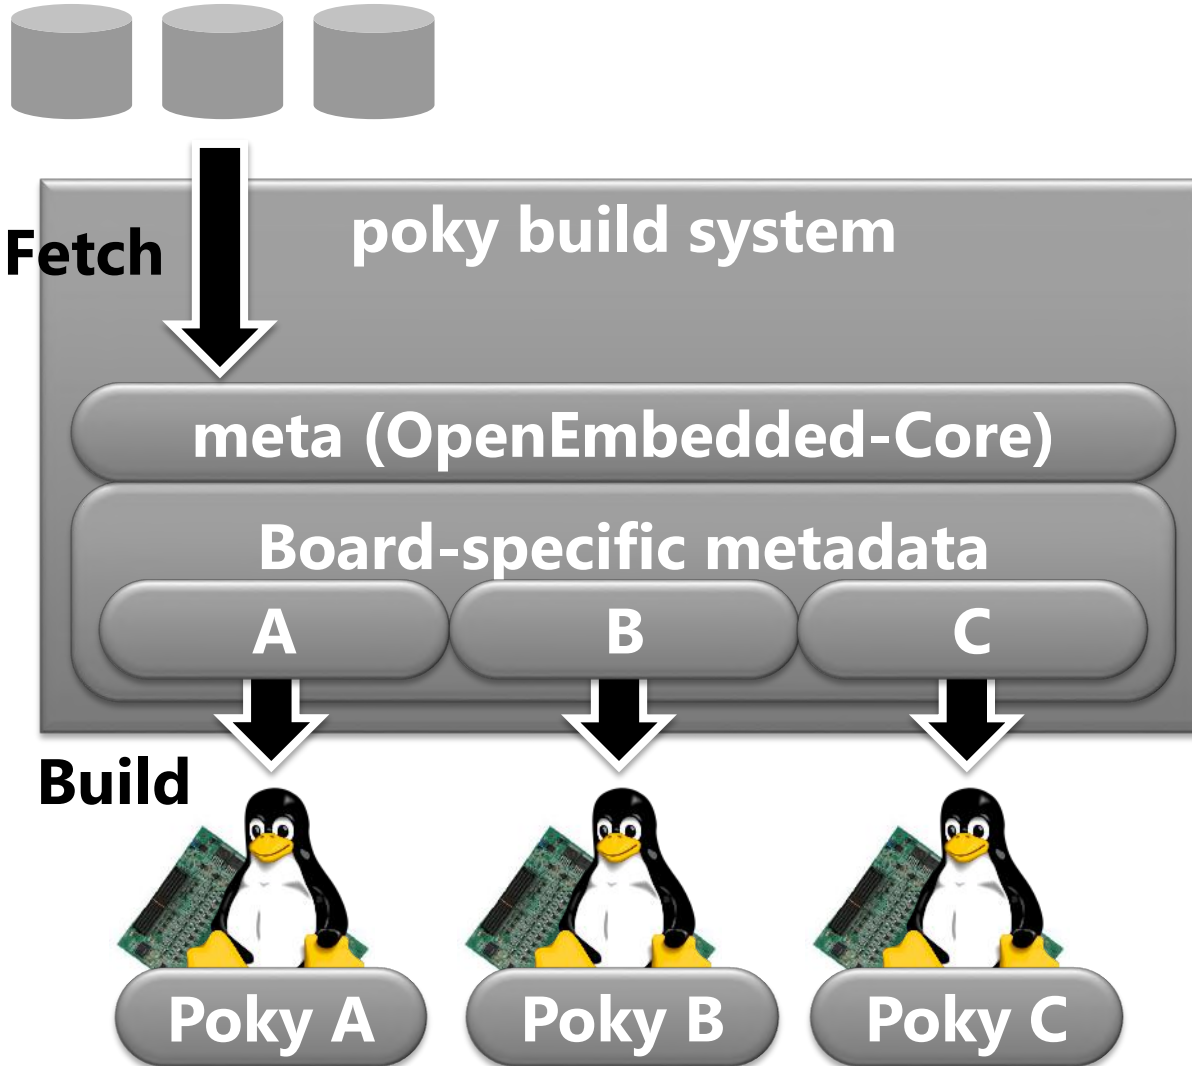 poky build system
Fetch
meta (OpenEmbedded-Core)
Board-specific metadata
A
B
C
Build
Poky A
Poky B
Poky C